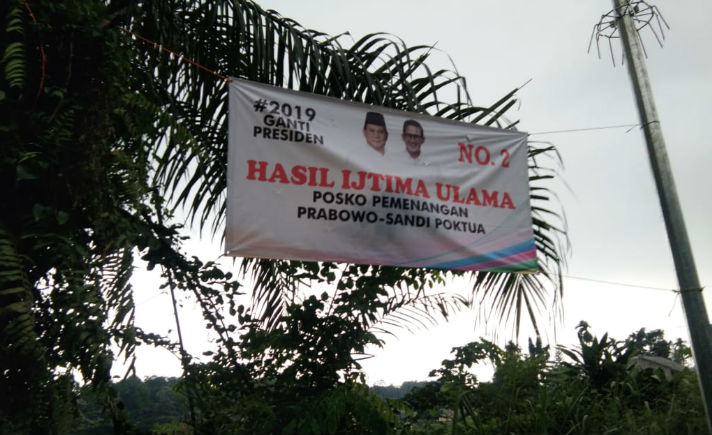 #2019
GANTI
PRESIDEN
NO. 2
HASIL IJTIMA ULAMA
POSKO PEMENANGAN
PRABOWO-SANDI POKTUA